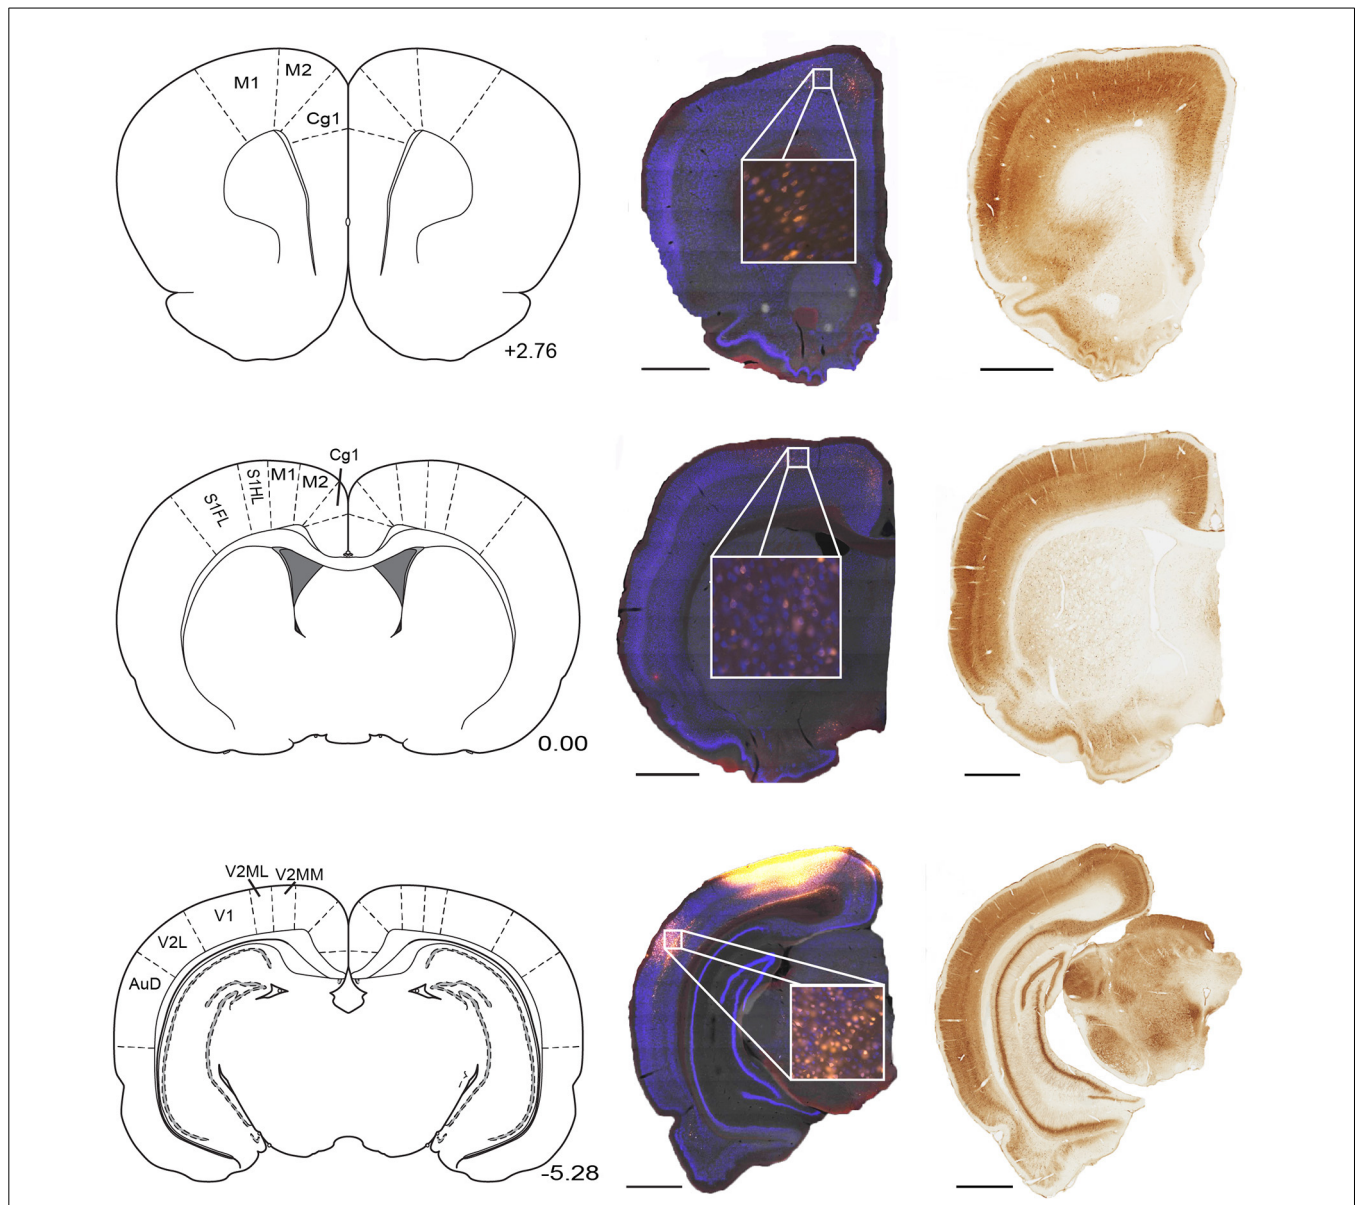 M1
M2
Cg1
+2.76
Cg1
S1FL
S1HL
M1
M2
0.00
V2ML
V2MM
V1
V2L
AuD
-5.28